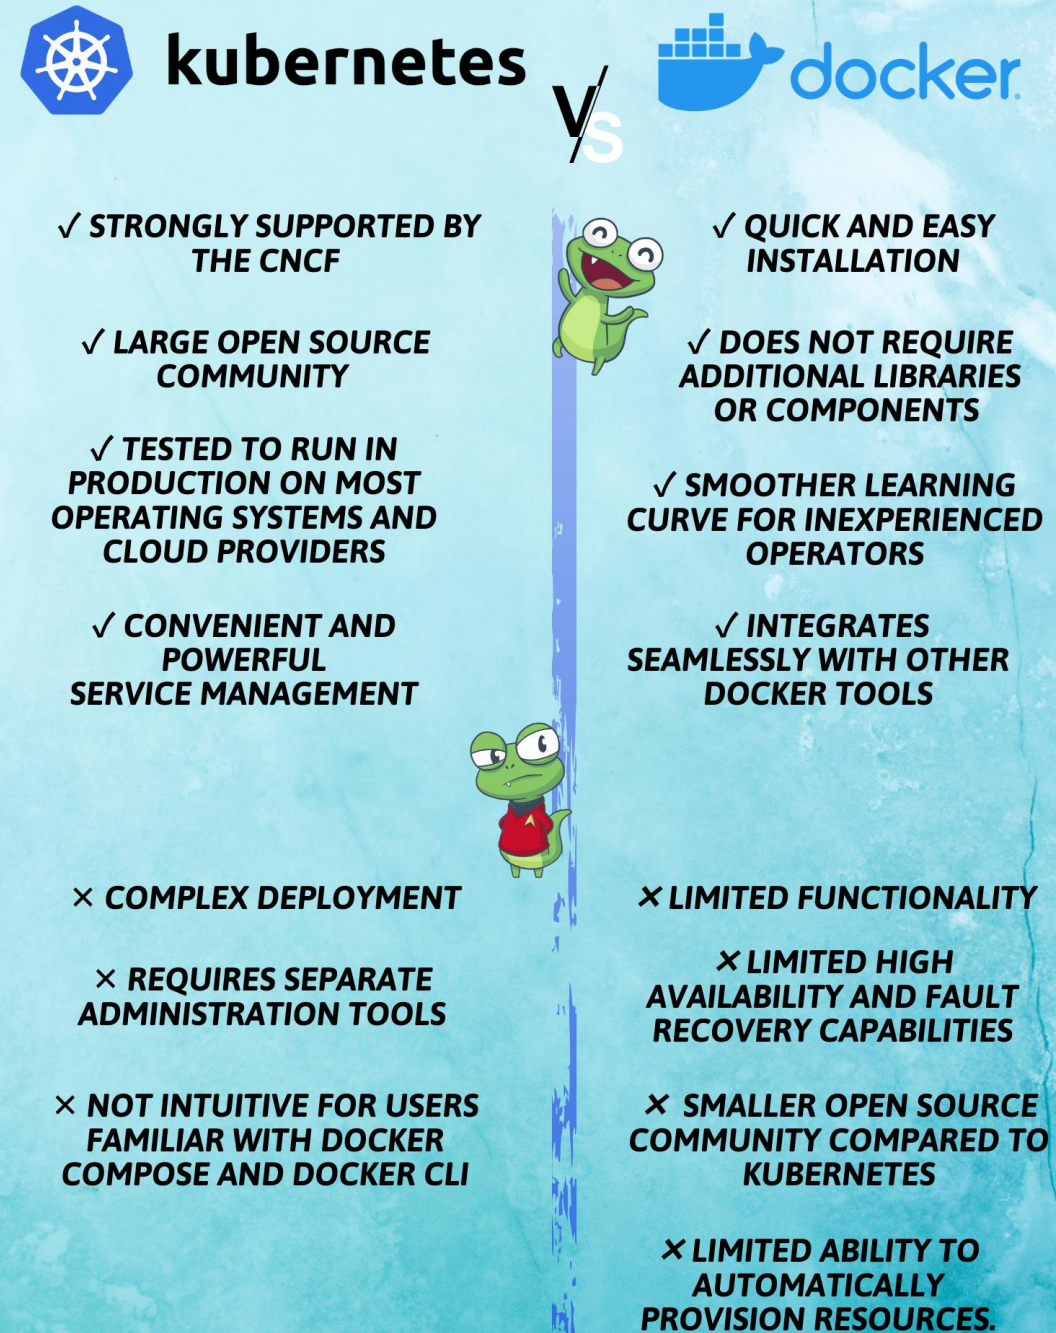 kubernetes
VS
docker
✓ STRONGLY SUPPORTED BY
THE CNCF
✓ LARGE OPEN SOURCE
COMMUNITY
✓ TESTED TO RUN IN
PRODUCTION ON MOST
OPERATING SYSTEMS AND
CLOUD PROVIDERS
✓ CONVENIENT AND
POWERFUL
SERVICE MANAGEMENT
✕ COMPLEX DEPLOYMENT
✕ REQUIRES SEPARATE
ADMINISTRATION TOOLS
✕ NOT INTUITIVE FOR USERS
FAMILIAR WITH DOCKER
COMPOSE AND DOCKER CLI
✓ QUICK AND EASY
INSTALLATION
✓ DOES NOT REQUIRE
ADDITIONAL LIBRARIES
OR COMPONENTS
✓ SMOOTHER LEARNING
CURVE FOR INEXPERIENCED
OPERATORS
✓ INTEGRATES
SEAMLESSLY WITH OTHER
DOCKER TOOLS
✕ LIMITED FUNCTIONALITY
✕ LIMITED HIGH
AVAILABILITY AND FAULT
RECOVERY CAPABILITIES
✕ SMALLER OPEN SOURCE
COMMUNITY COMPARED TO
KUBERNETES
✕ LIMITED ABILITY TO
AUTOMATICALLY
PROVISION RESOURCES.